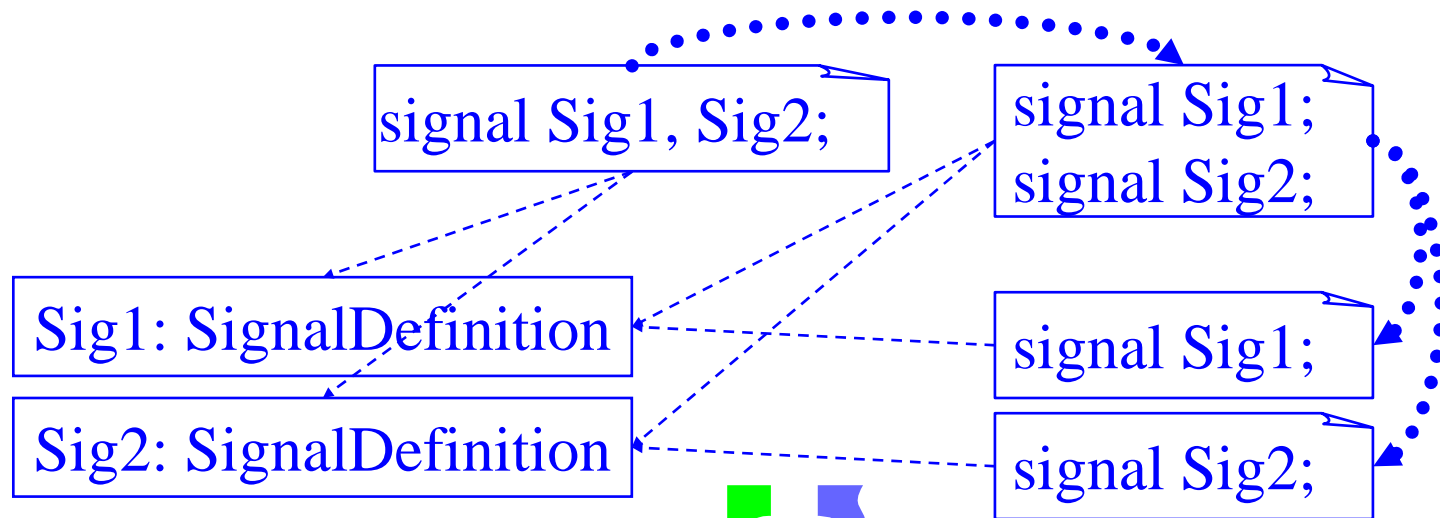 signal Sig1, Sig2;
signal Sig1;
signal Sig2;
Sig1: SignalDefinition
signal Sig1;
Sig2: SignalDefinition
signal Sig2;